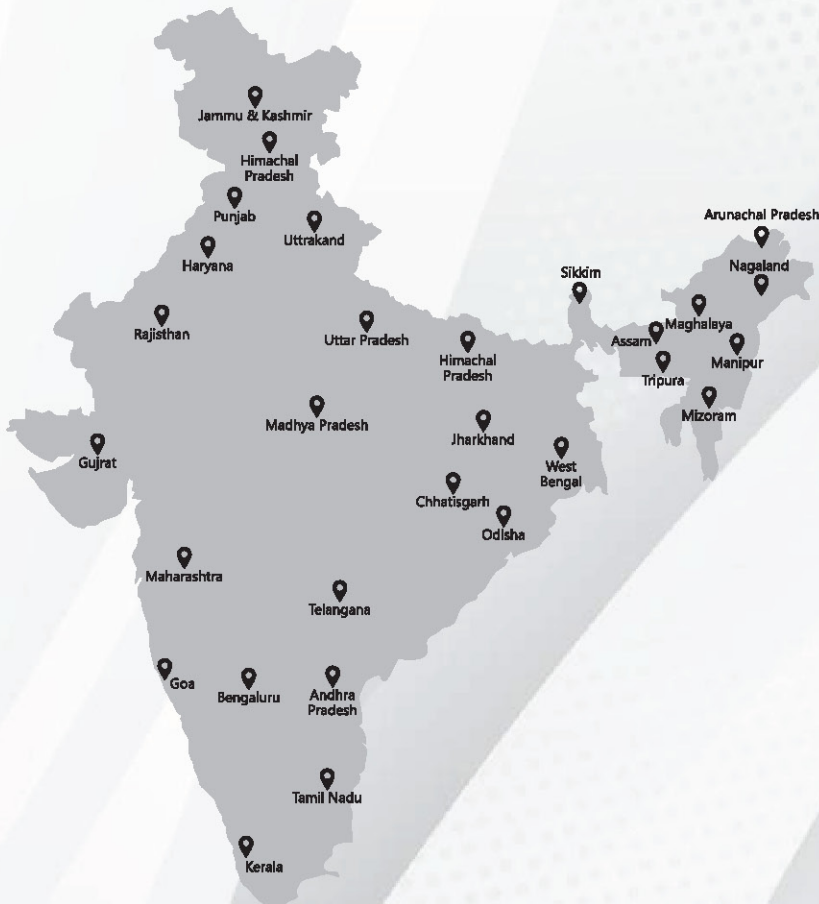 Jammu & Kashmir
Himachal
Pradesh
Punjab
Uttrakand
Arunachal Pradesh
Haryana
Nagaland
Sikkim
Maghalaya
Rajisthan
Uttar Pradesh
Assam
Himachal
Pradesh
Manipur
Tripura
Madhya Pradesh
Mizoram
Jharkhand
Gujrat
West
Bengal
Chhatisgarh
Odisha
Maharashtra
Telangana
Goa
Bengaluru
Andhra
Pradesh
Tamil Nadu
Kerala